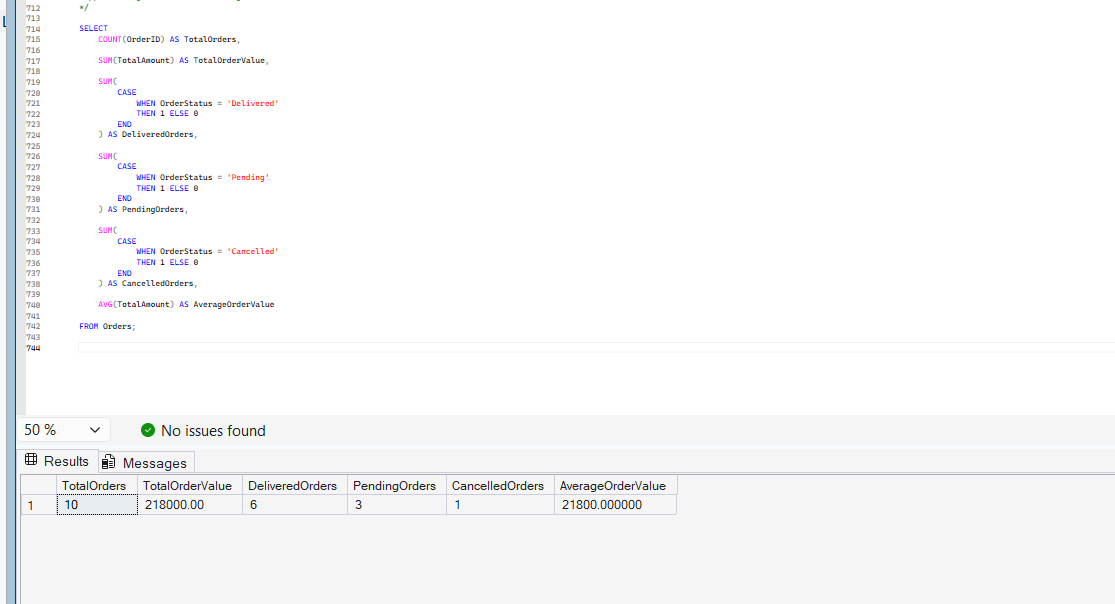 712 */
713
714 SELECT
715 COUNT(OrderID) AS TotalOrders,
716
717 SUM(TotalAmount) AS TotalOrderValue,
718
719 SUM(
720 CASE
721 WHEN OrderStatus = 'Delivered'
722 THEN 1 ELSE 0
723 END
724 ) AS DeliveredOrders,
725
726 SUM(
727 CASE
728 WHEN OrderStatus = 'Pending'
729 THEN 1 ELSE 0
730 END
731 ) AS PendingOrders,
732
733 SUM(
734 CASE
735 WHEN OrderStatus = 'Cancelled'
736 THEN 1 ELSE 0
737 END
738 ) AS CancelledOrders,
739
740 AVG(TotalAmount) AS AverageOrderValue
741
742 FROM Orders;
743
744
50 % No issues found
Results Messages
TotalOrders TotalOrderValue DeliveredOrders PendingOrders CancelledOrders AverageOrderValue
1 10 218000.00 6 3 1 21800.000000